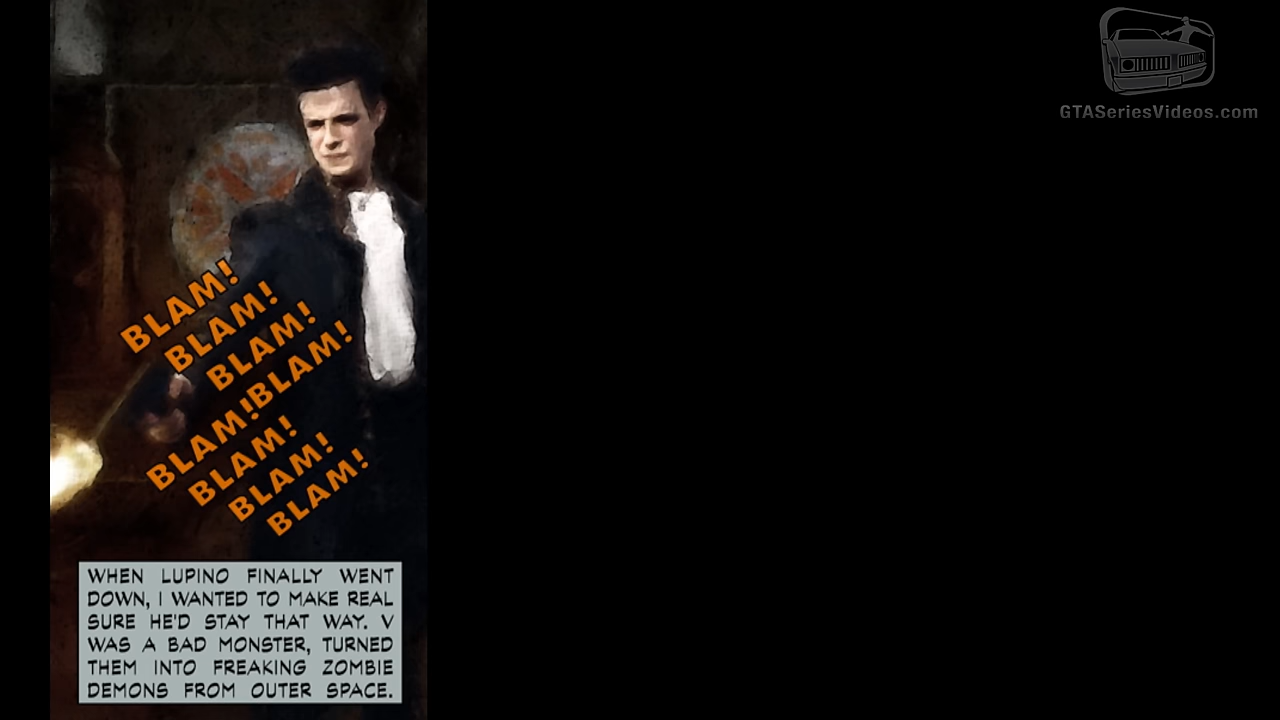 GTASeriesVideos.com
BLAM!
BLAM!
BLAM!
BLAM!
BLAM!
BLAM!
BLAM!
BLAM!
WHEN LUPINO FINALLY WENT
DOWN, I WANTED TO MAKE REAL
SURE HE'D STAY THAT WAY. V
WAS A BAD MONSTER, TURNED
THEM INTO FREAKING ZOMBIE
DEMONS FROM OUTER SPACE.